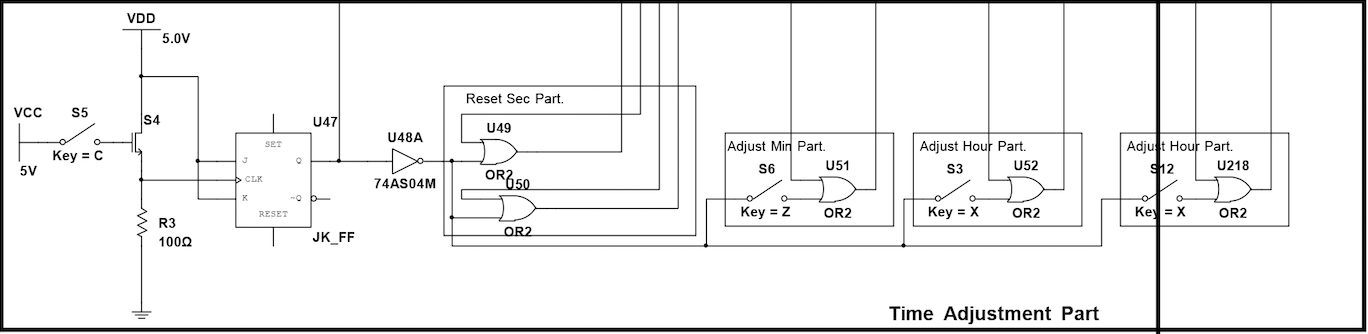 VDD
5.0V
VCC
S5
S4
Key = C
5V
U47
SET
J
Q
CLK
K
~Q
RESET
JK_FF
R3
100Ω
U48A
74AS04M
Reset Sec Part.
U49
OR2
U50
OR2
Adjust Min Part.
S6
U51
Key = Z
OR2
Adjust Hour Part.
S3
U52
Key = X
OR2
Adjust Hour Part.
S12
U218
Key = X
OR2
Time Adjustment Part